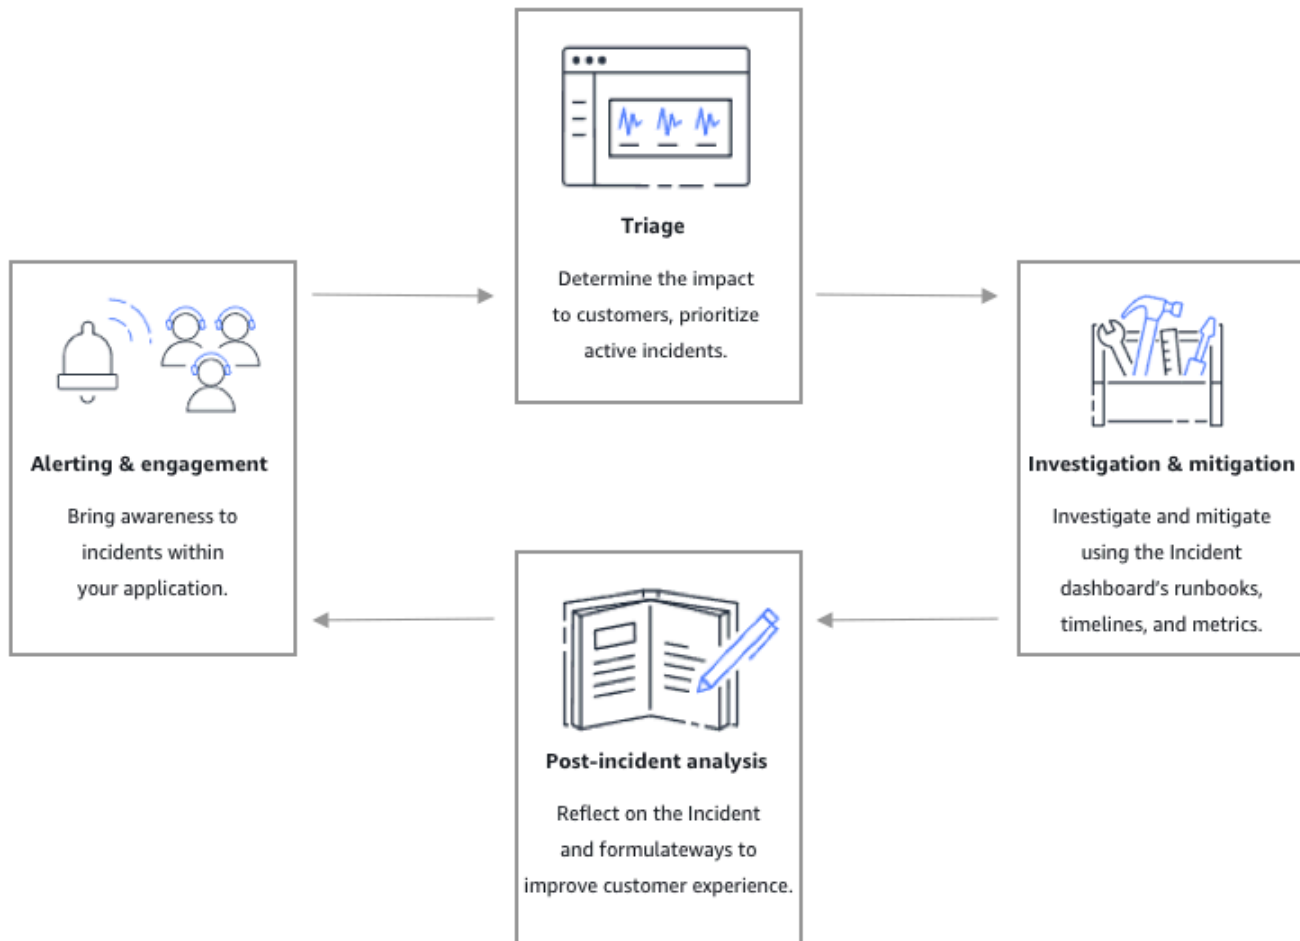 Triage
Determine the impact
to customers, prioritize
active incidents.
Alerting & engagement
Bring awareness to
incidents within
your application.
Investigation & mitigation
Investigate and mitigate
using the Incident
dashboard's runbooks,
timelines, and metrics.
Post-incident analysis
Reflect on the Incident
and formulateways to
improve customer experience.